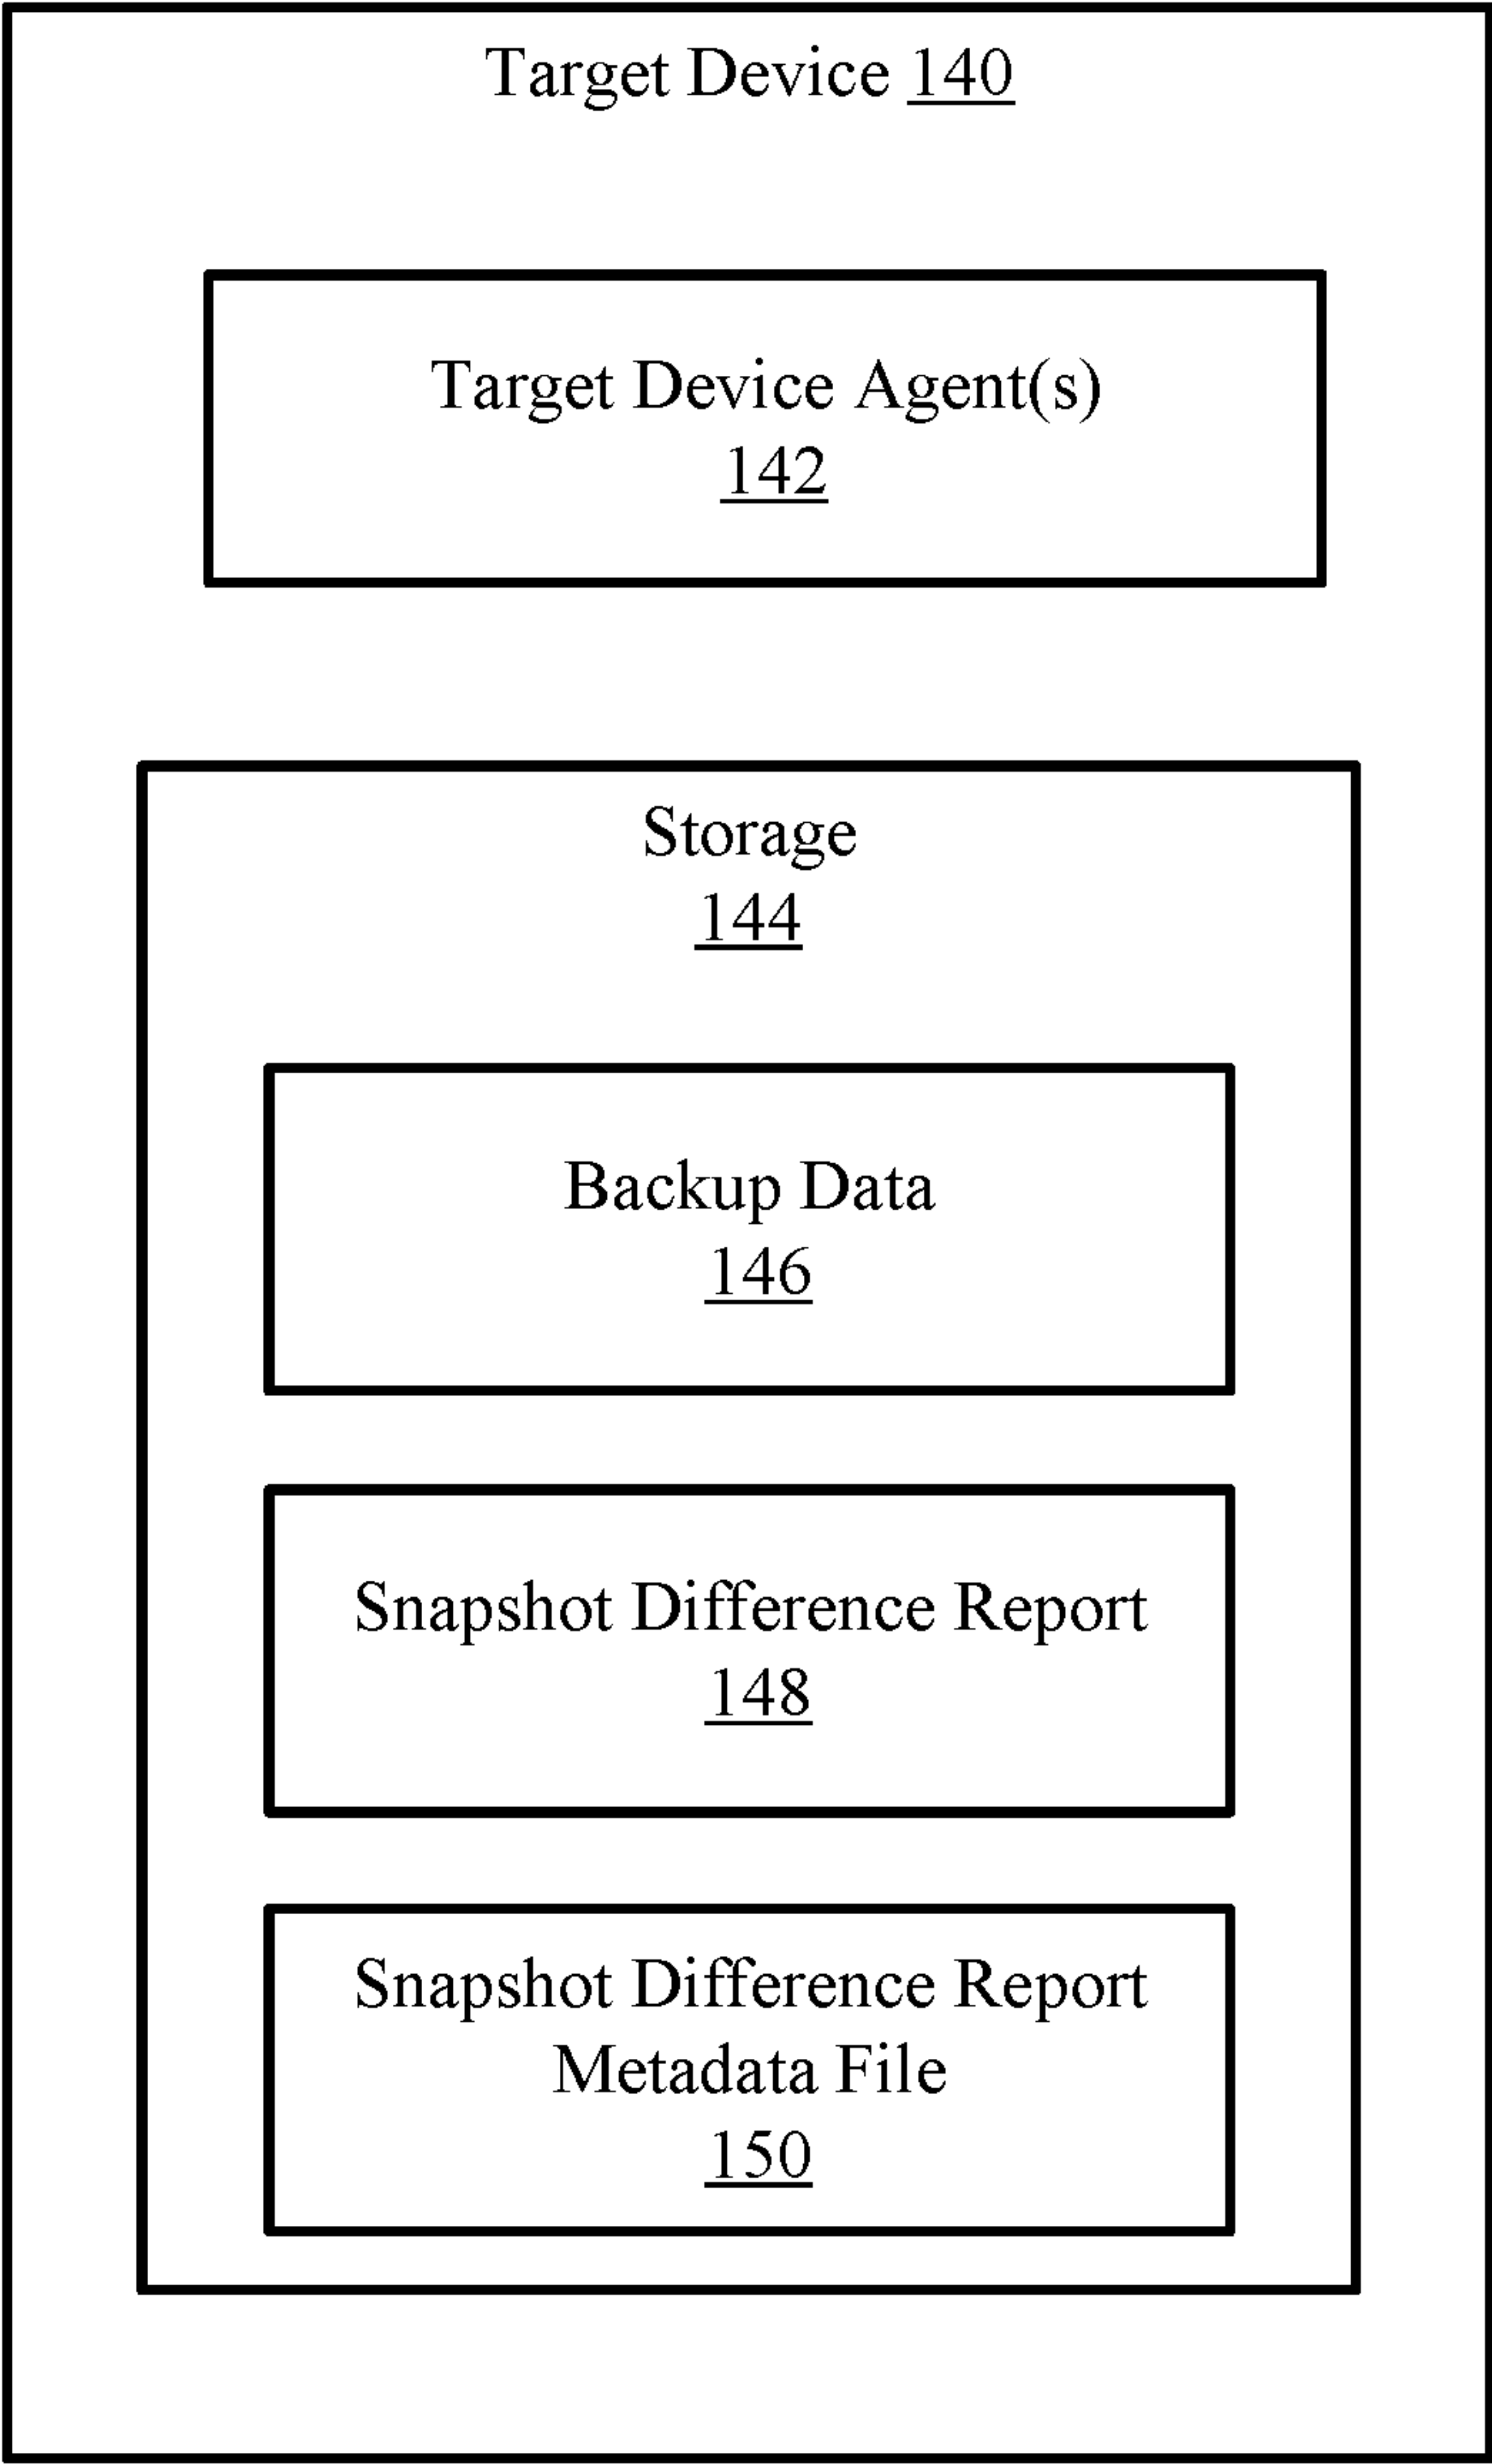 Target Device 140
Target Device Agent(s)
142
Storage
144
Backup Data
146
Snapshot Difference Report
148
Snapshot Difference Report
Metadata File
150